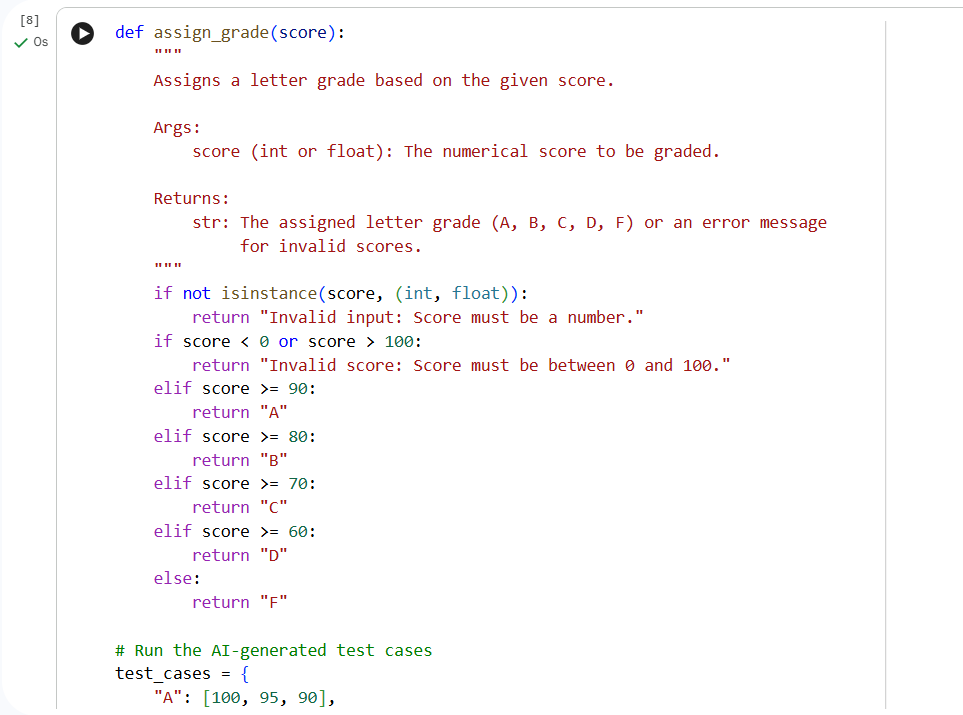 [8]
0s
def assign_grade(score):
    """
    Assigns a letter grade based on the given score.

    Args:
        score (int or float): The numerical score to be graded.

    Returns:
        str: The assigned letter grade (A, B, C, D, F) or an error message
             for invalid scores.
    """
    if not isinstance(score, (int, float)):
        return "Invalid input: Score must be a number."
    if score < 0 or score > 100:
        return "Invalid score: Score must be between 0 and 100."
    elif score >= 90:
        return "A"
    elif score >= 80:
        return "B"
    elif score >= 70:
        return "C"
    elif score >= 60:
        return "D"
    else:
        return "F"

# Run the AI-generated test cases
test_cases = {
    "A": [100, 95, 90],